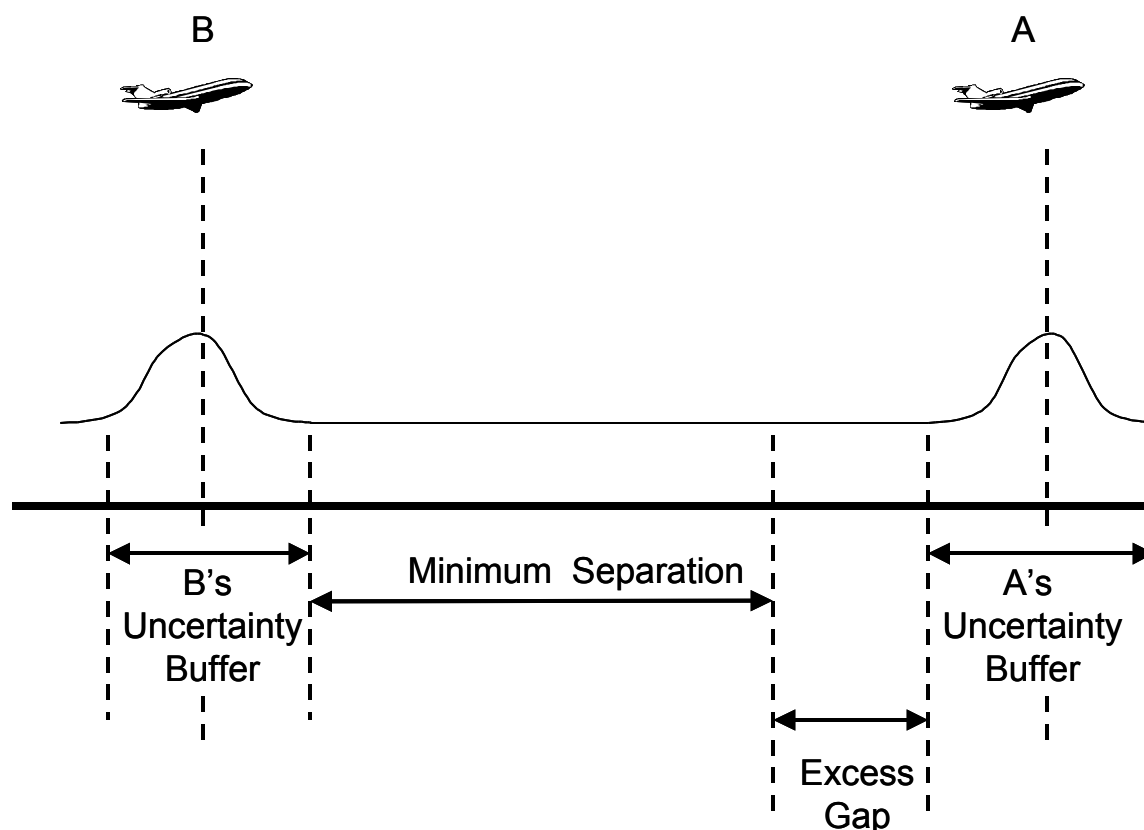 B
A
Minimum Separation
B's
Uncertainty
Buffer
A's
Uncertainty
Buffer
Excess
Gap